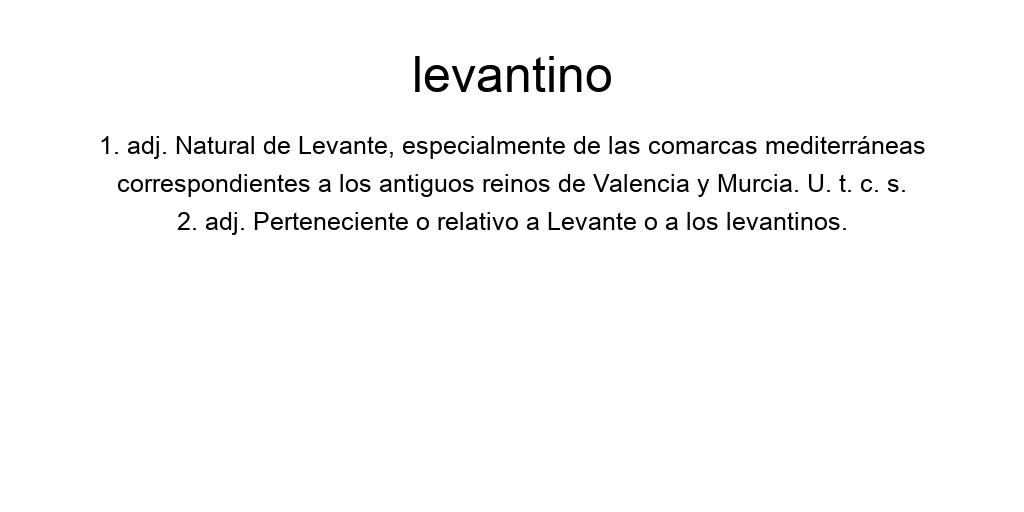 levantino
1. adj. Natural de Levante, especialmente de las comarcas mediterráneas
correspondientes a los antiguos reinos de Valencia y Murcia. U. t. c. s.
2. adj. Perteneciente o relativo a Levante o a los levantinos.